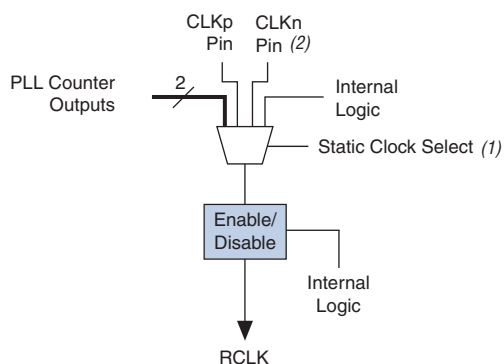 CLKp
Pin
CLKn
Pin (2)
PLL Counter
Outputs
2
Internal
Logic
Static Clock Select (1)
Enable/
Disable
Internal
Logic
RCLK